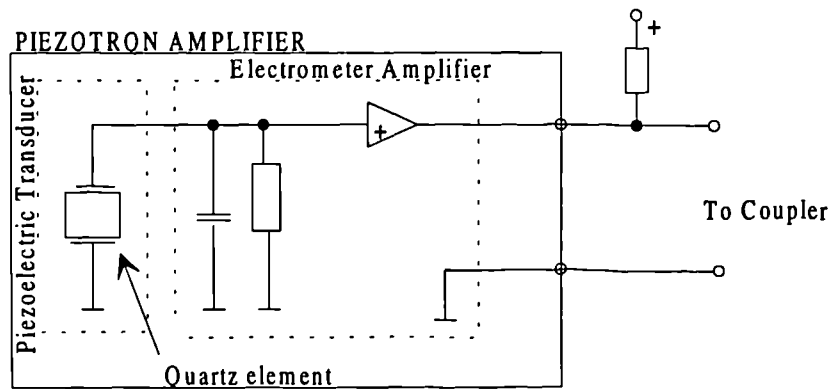 PIEZOTRON AMPLIFIER
Electrometer Amplifier
Piezoelectric Transducer
+
+
To Coupler
Quartz element